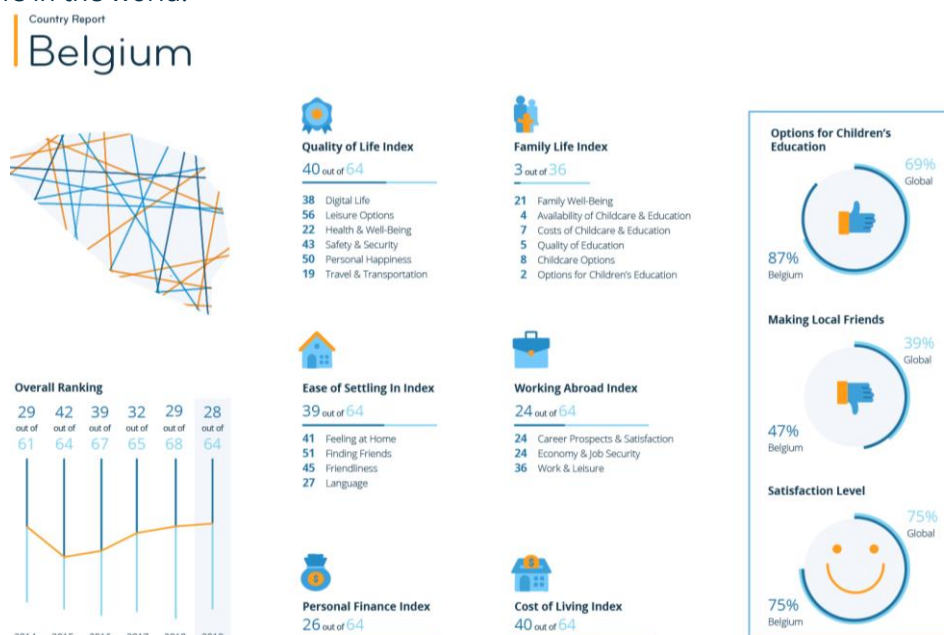 Country Report
Belgium
Quality of Life Index
40 out of 64
38 Digital Life
56 Leisure Options
22 Health & Well-Being
43 Safety & Security
50 Personal Happiness
19 Travel & Transportation
Family Life Index
3 out of 36
21 Family Well-Being
4 Availability of Childcare & Education
7 Costs of Childcare & Education
5 Quality of Education
8 Childcare Options
2 Options for Children's Education
Options for Children's
Education
69%
Global
87%
Belgium
Making Local Friends
39%
Global
47%
Belgium
Satisfaction Level
75%
Global
75%
Belgium
Overall Ranking
29 42 39 32 29 28
out of out of out of out of out of out of
61 64 67 65 68 64
Ease of Settling In Index
39 out of 64
41 Feeling at Home
51 Finding Friends
45 Friendliness
27 Language
Working Abroad Index
24 out of 64
24 Career Prospects & Satisfaction
24 Economy & Job Security
36 Work & Leisure
Personal Finance Index
26 out of 64
Cost of Living Index
40 out of 64